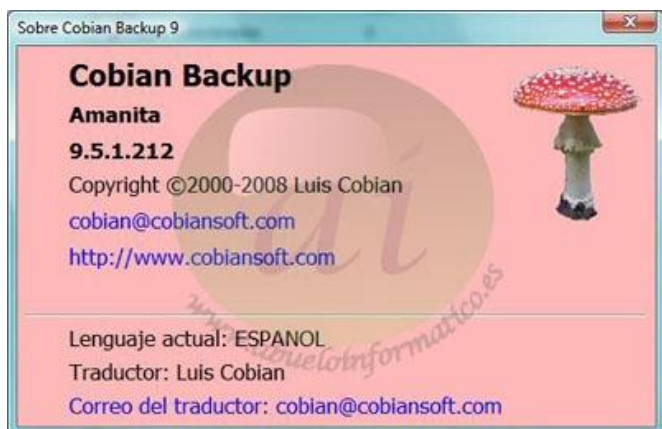 Sobre Cobian Backup 9
Cobian Backup
Amanita
9.5.1.212
Copyright ©2000-2008 Luis Cobian
cobian@cobiansoft.com
http://www.cobiansoft.com
Lenguaje actual: ESPANOL
Traductor: Luis Cobian
Correo del traductor: cobian@cobiansoft.com
ai